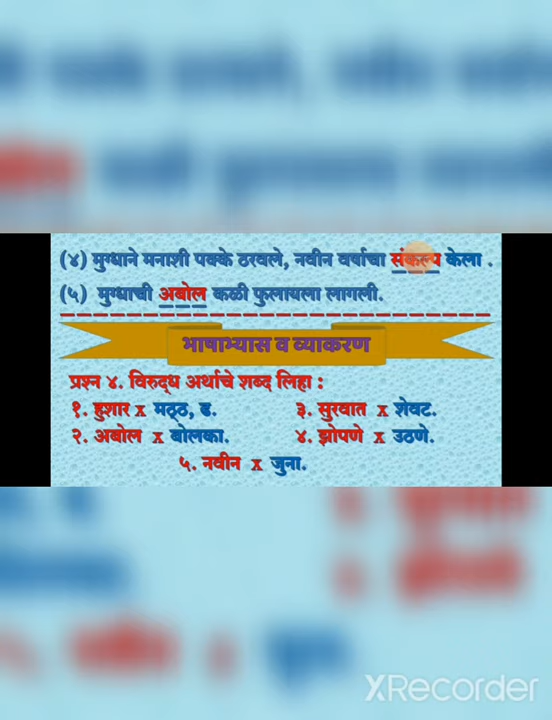 (४) मुग्धाने मनाशी पक्के ठरवले, नवीन वर्षाचा संकल्प केला .
(५) मुग्धाची अबोल कळी फुलायला लागली.
भाषाभ्यास व व्याकरण
प्रश्न ४. विरुद्ध अर्थाचे शब्द लिहा :
१. हुशार x मठ्ठ, ढ. ३. सुरवात x शेवट.
२. अबोल x बोलका. ४. झोपणे x उठणे.
५. नवीन x जुना.
XRecorder